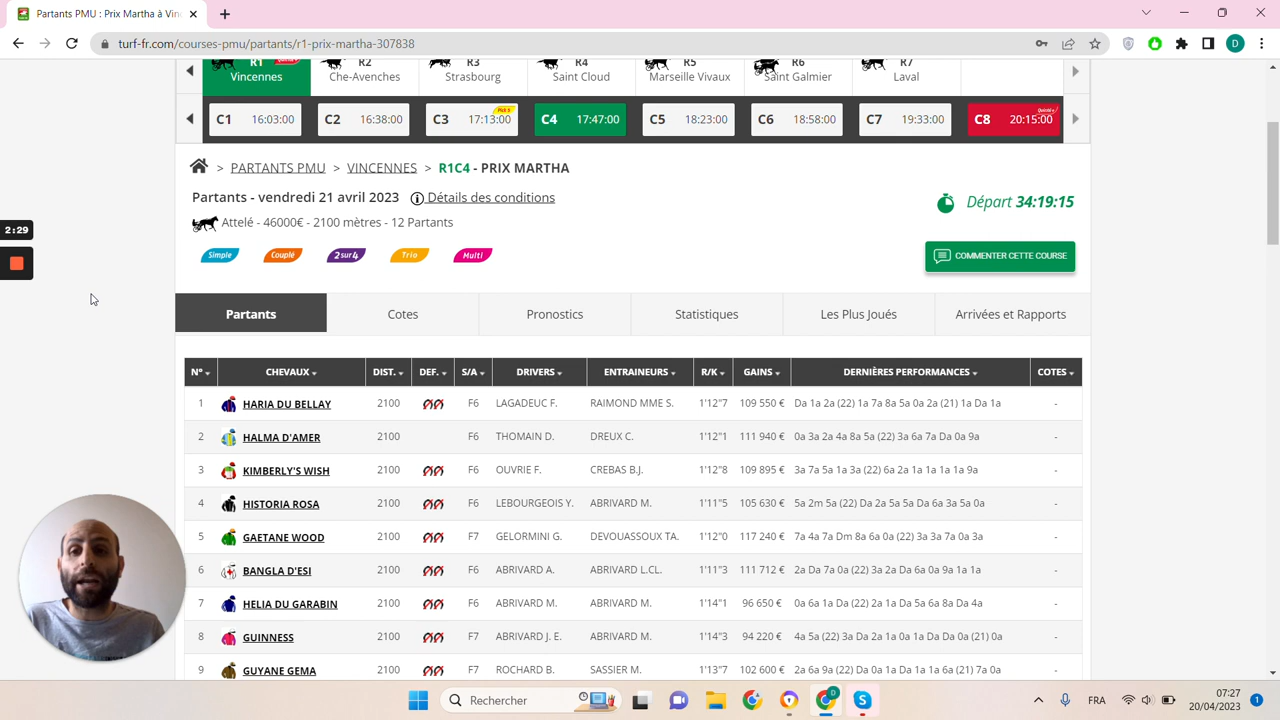 Partants PMU : Prix Martha à Vin
turf-fr.com/courses-pmu/partants/r1-prix-martha-307838
D
R1 R2 R3 R4 R5 R6 R7
Vincennes Che-Avenches Strasbourg Saint Cloud Marseille Vivaux Saint Galmier Laval
C1 16:03:00 C2 16:38:00 C3 17:13:00 C4 17:47:00 C5 18:23:00 C6 18:58:00 C7 19:33:00 C8 20:15:00
> PARTANTS PMU > VINCENNES > R1C4 - PRIX MARTHA
Partants - vendredi 21 avril 2023 Détails des conditions
Départ 34:19:15
Attelé - 46000€ - 2100 mètres - 12 Partants
2:29
Simple Couplé 2sur4 Trio Multi
COMMENTER CETTE COURSE
Partants Cotes Pronostics Statistiques Les Plus Joués Arrivées et Rapports
N° CHEVAUX DIST. DEF. S/A DRIVERS ENTRAINEURS R/K GAINS DERNIÈRES PERFORMANCES COTES
1 HARIA DU BELLAY 2100 F6 LAGADEUC F. RAIMOND MME S. 1'12"7 109 550 € Da 1a 2a (22) 1a 7a 8a 5a 0a 2a (21) 1a Da 1a -
2 HALMA D'AMER 2100 F6 THOMAIN D. DREUX C. 1'12"1 111 940 € 0a 3a 2a 4a 8a 5a (22) 3a 6a 7a Da 0a 9a -
3 KIMBERLY'S WISH 2100 F6 OUVRIE F. CREBAS B.J. 1'12"8 109 895 € 3a 7a 5a 1a 3a (22) 6a 2a 1a 1a 1a 1a 9a -
4 HISTORIA ROSA 2100 F6 LEBOURGEOIS Y. ABRIVARD M. 1'11"5 105 630 € 5a 2m 5a (22) Da 2a 5a 5a Da 6a 3a 5a 0a -
5 GAETANE WOOD 2100 F7 GELORMINI G. DEVOUASSOUX TA. 1'12"0 117 240 € 7a 4a 7a Dm 8a 6a 0a (22) 3a 3a 7a 0a 3a -
6 BANGLA D'ESI 2100 F6 ABRIVARD A. ABRIVARD L.CL. 1'11"3 111 712 € 2a Da 7a 0a (22) 3a 2a Da 6a 0a 9a 1a 1a -
7 HELIA DU GARABIN 2100 F6 ABRIVARD M. ABRIVARD M. 1'14"1 96 650 € 0a 6a 1a Da (22) 2a 1a Da 5a 6a 8a Da 4a -
8 GUINNESS 2100 F7 ABRIVARD J. E. ABRIVARD M. 1'14"3 94 220 € 4a 5a (22) 3a Da 2a 1a 0a 1a Da Da 0a (21) 0a -
9 GUYANE GEMA 2100 F7 ROCHARD B. SASSIER M. 1'13"7 102 600 € 2a 6a 9a (22) Da 0a 1a Da 1a 1a 6a (21) 7a 0a -
Rechercher
FRA
07:27
20/04/2023
1